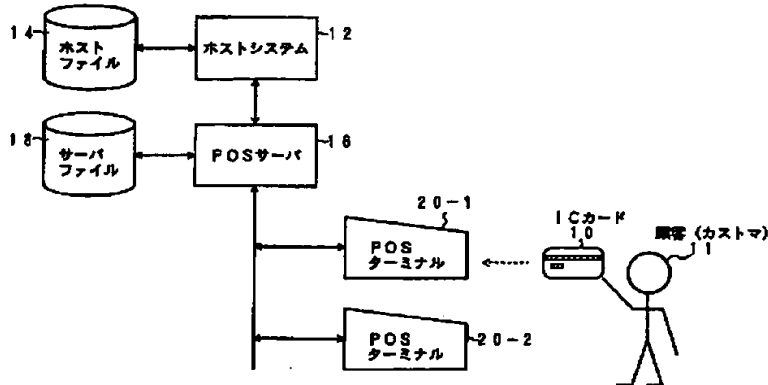 14
ホスト
ファイル
ホストシステム
12
18
サーバ
ファイル
POSサーバ
16
20-1
POS
ターミナル
ICカード
10
顧客(カストマ)
11
POS
ターミナル
20-2